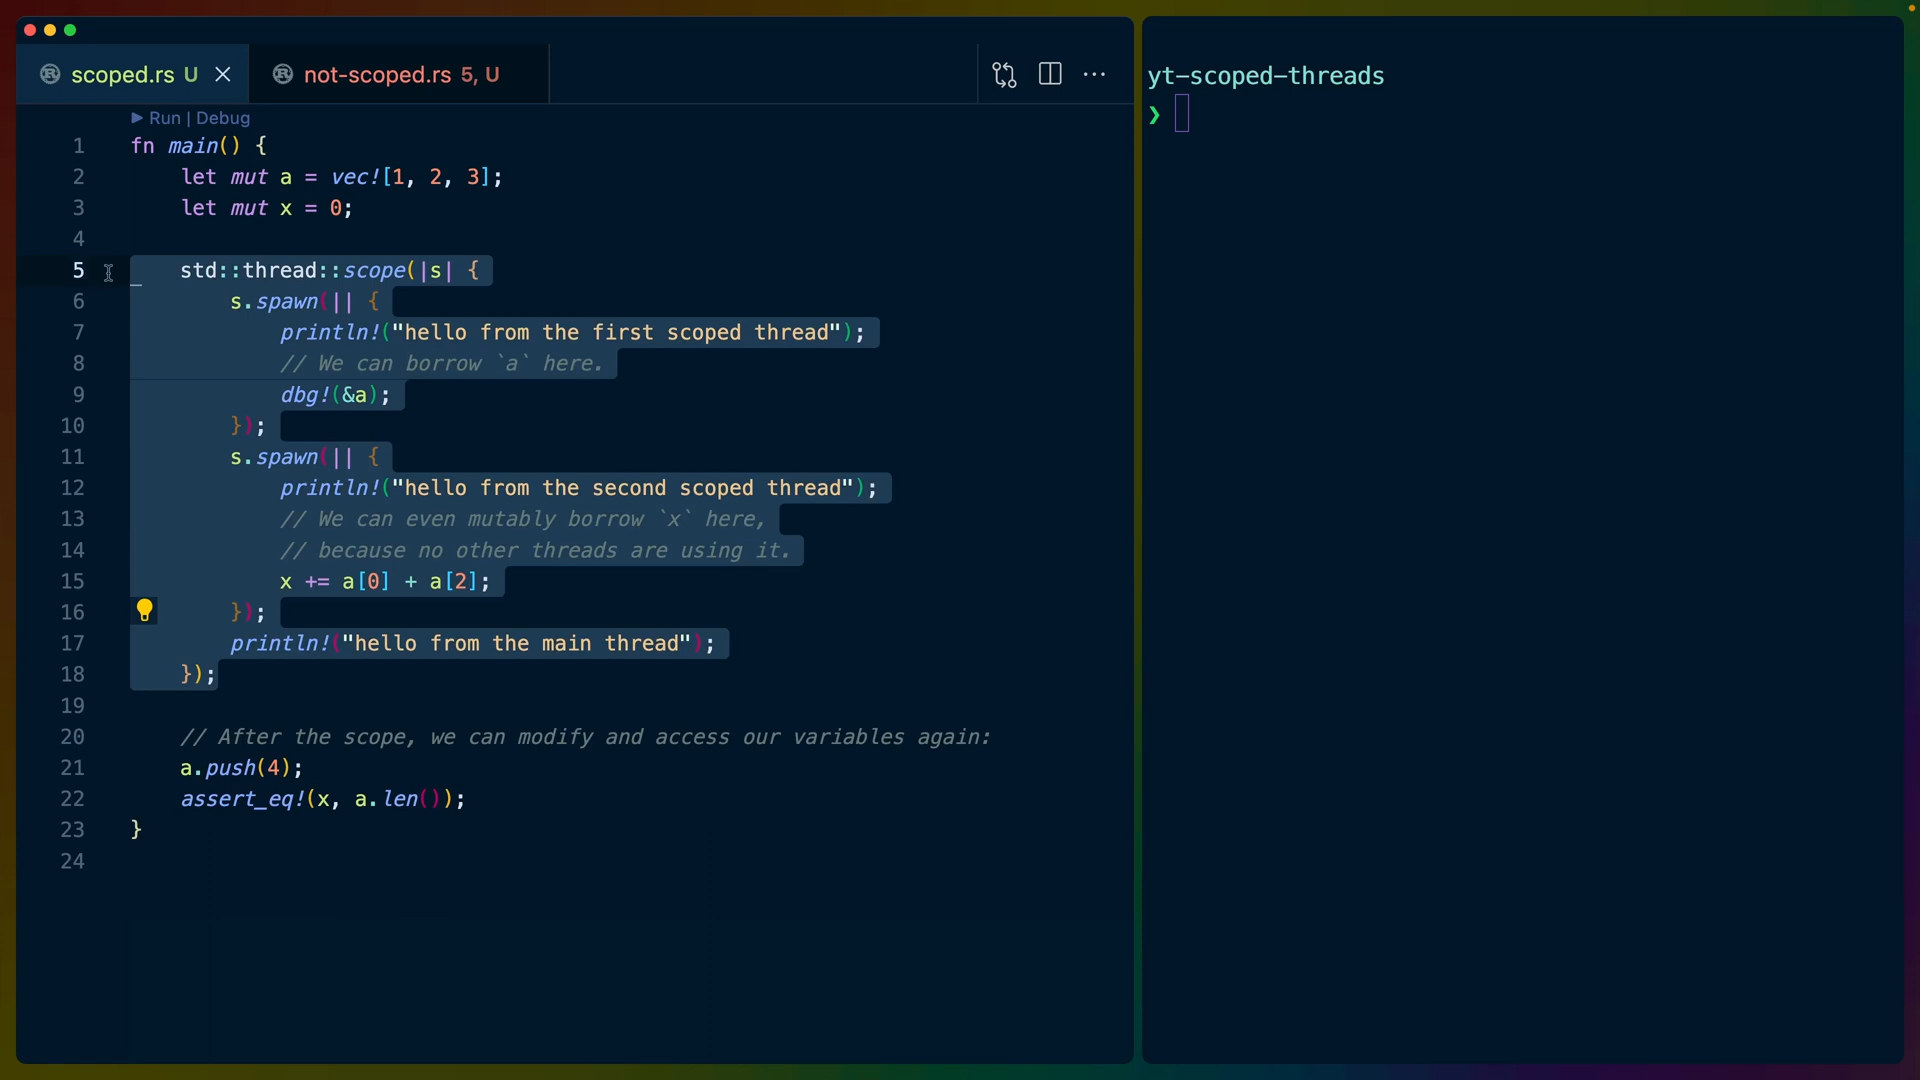 scoped.rs U
not-scoped.rs 5, U
yt-scoped-threads
❯
Run | Debug
1 fn main() {
2     let mut a = vec![1, 2, 3];
3     let mut x = 0;
4
5     std::thread::scope(|s| {
6         s.spawn(|| {
7             println!("hello from the first scoped thread");
8             // We can borrow `a` here.
9             dbg!(&a);
10         });
11         s.spawn(|| {
12             println!("hello from the second scoped thread");
13             // We can even mutably borrow `x` here,
14             // because no other threads are using it.
15             x += a[0] + a[2];
16         });
17         println!("hello from the main thread");
18     });
19
20     // After the scope, we can modify and access our variables again:
21     a.push(4);
22     assert_eq!(x, a.len());
23 }
24